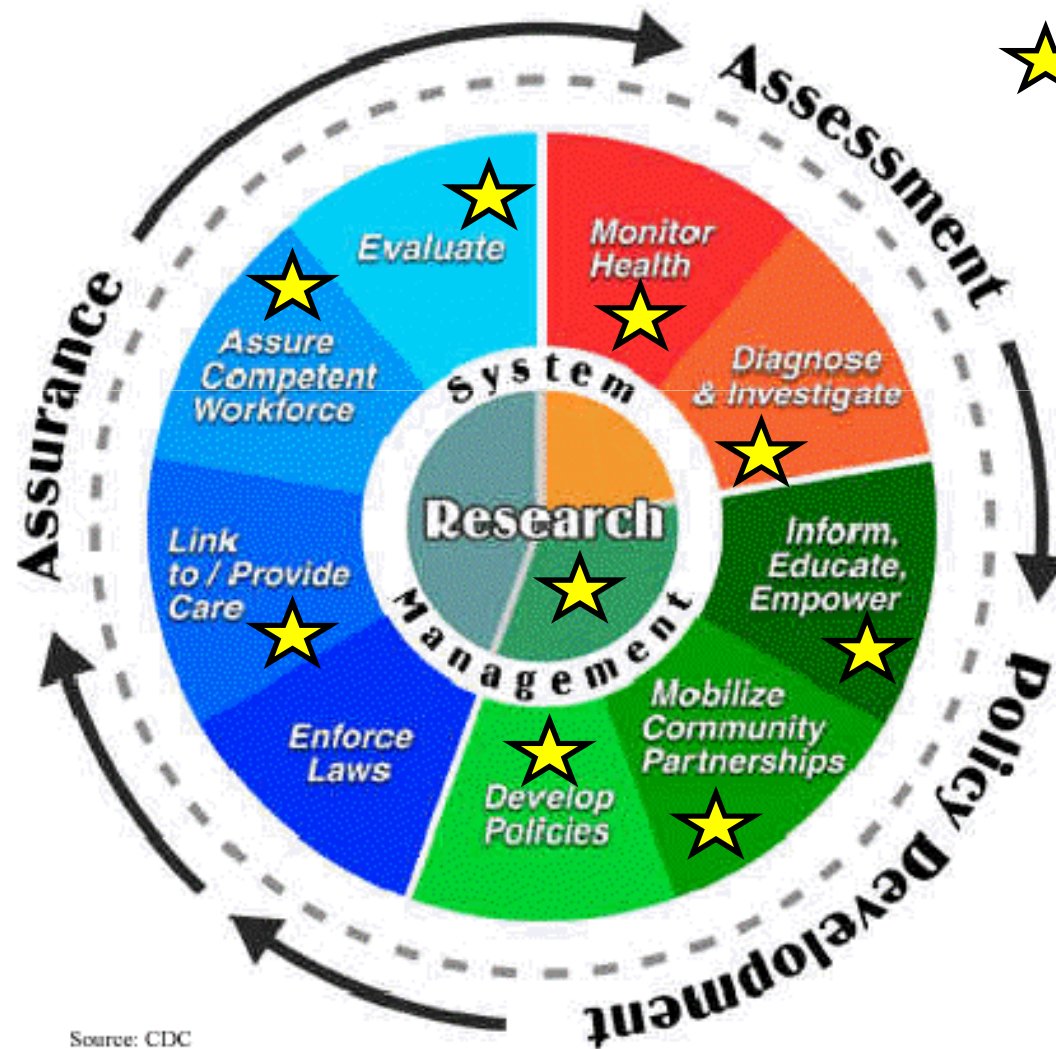 Assessment
Policy Development
Assurance
Monitor
Health
Diagnose
& Investigate
Inform,
Educate,
Empower
Mobilize
Community
Partnerships
Develop
Policies
Enforce
Laws
Link
to / Provide
Care
Assure
Competent
Workforce
Evaluate
System
Management
Research
Source: CDC